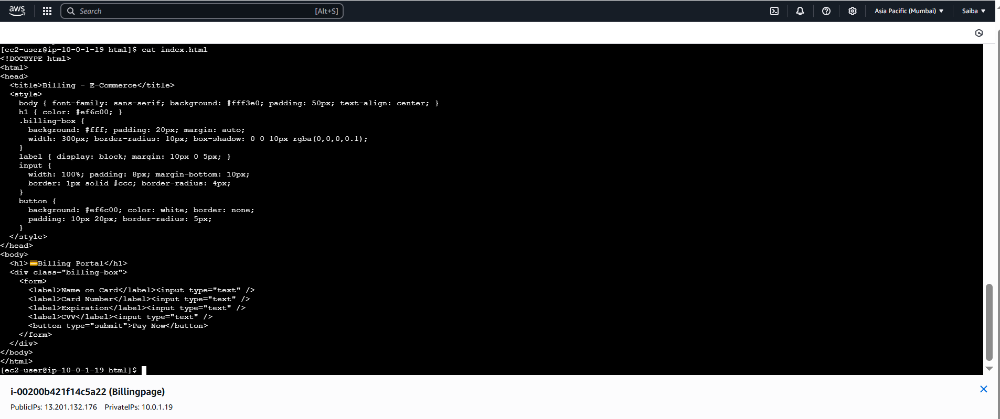 aws Search [Alt+S] Asia Pacific (Mumbai) Saiba
[ec2-user@ip-10-0-1-19 html]$ cat index.html
<!DOCTYPE html>
<html>
<head>
  <title>Billing - E-Commerce</title>
  <style>
    body { font-family: sans-serif; background: #fff3e0; padding: 50px; text-align: center; }
    h1 { color: #ef6c00; }
    .billing-box {
      background: #fff; padding: 20px; margin: auto;
      width: 300px; border-radius: 10px; box-shadow: 0 0 10px rgba(0,0,0,0.1);
    }
    label { display: block; margin: 10px 0 5px; }
    input {
      width: 100%; padding: 8px; margin-bottom: 10px;
      border: 1px solid #ccc; border-radius: 4px;
    }
    button {
      background: #ef6c00; color: white; border: none;
      padding: 10px 20px; border-radius: 5px;
    }
  </style>
</head>
<body>
  <h1>💳Billing Portal</h1>
  <div class="billing-box">
    <form>
      <label>Name on Card</label><input type="text" />
      <label>Card Number</label><input type="text" />
      <label>Expiration</label><input type="text" />
      <label>CVV</label><input type="text" />
      <button type="submit">Pay Now</button>
    </form>
  </div>
</body>
</html>
[ec2-user@ip-10-0-1-19 html]$
i-00200b421f14c5a22 (Billingpage)
PublicIPs: 13.201.132.176 PrivateIPs: 10.0.1.19